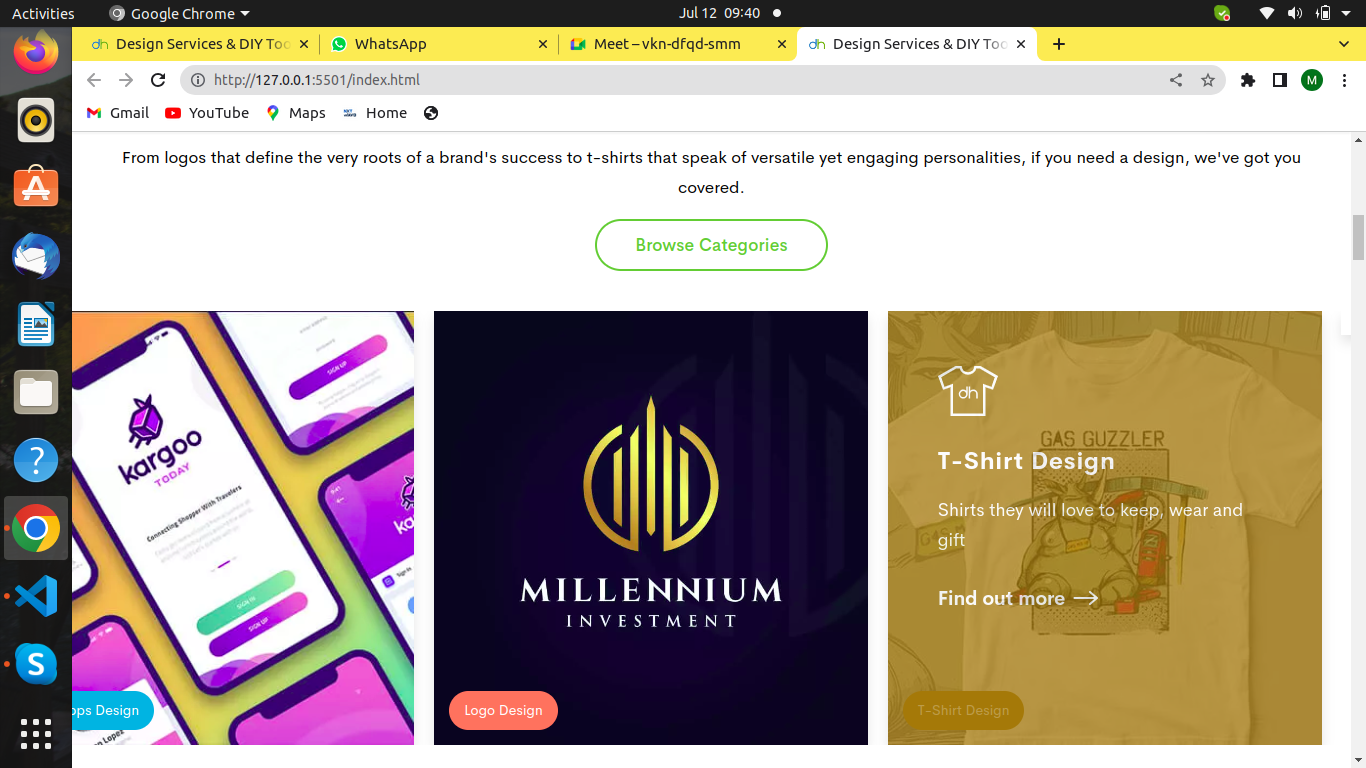 Activities
Google Chrome
Jul 12 09:40
Design Services & DIY Too
WhatsApp
Meet – vkn-dfqd-smm
Design Services & DIY Too
http://127.0.0.1:5501/index.html
M
Gmail
YouTube
Maps
Home
From logos that define the very roots of a brand's success to t-shirts that speak of versatile yet engaging personalities, if you need a design, we've got you
covered.
Browse Categories
SIGN UP
kargoo
TODAY
Connecting Shopper With Travelers
SIGN IN
SIGN UP
Sign In
pps Design
n Lopez
MILLENNIUM
INVESTMENT
Logo Design
dh
GAS GUZZLER
T-Shirt Design
Shirts they will love to keep, wear and
gift
Find out more
T-Shirt Design